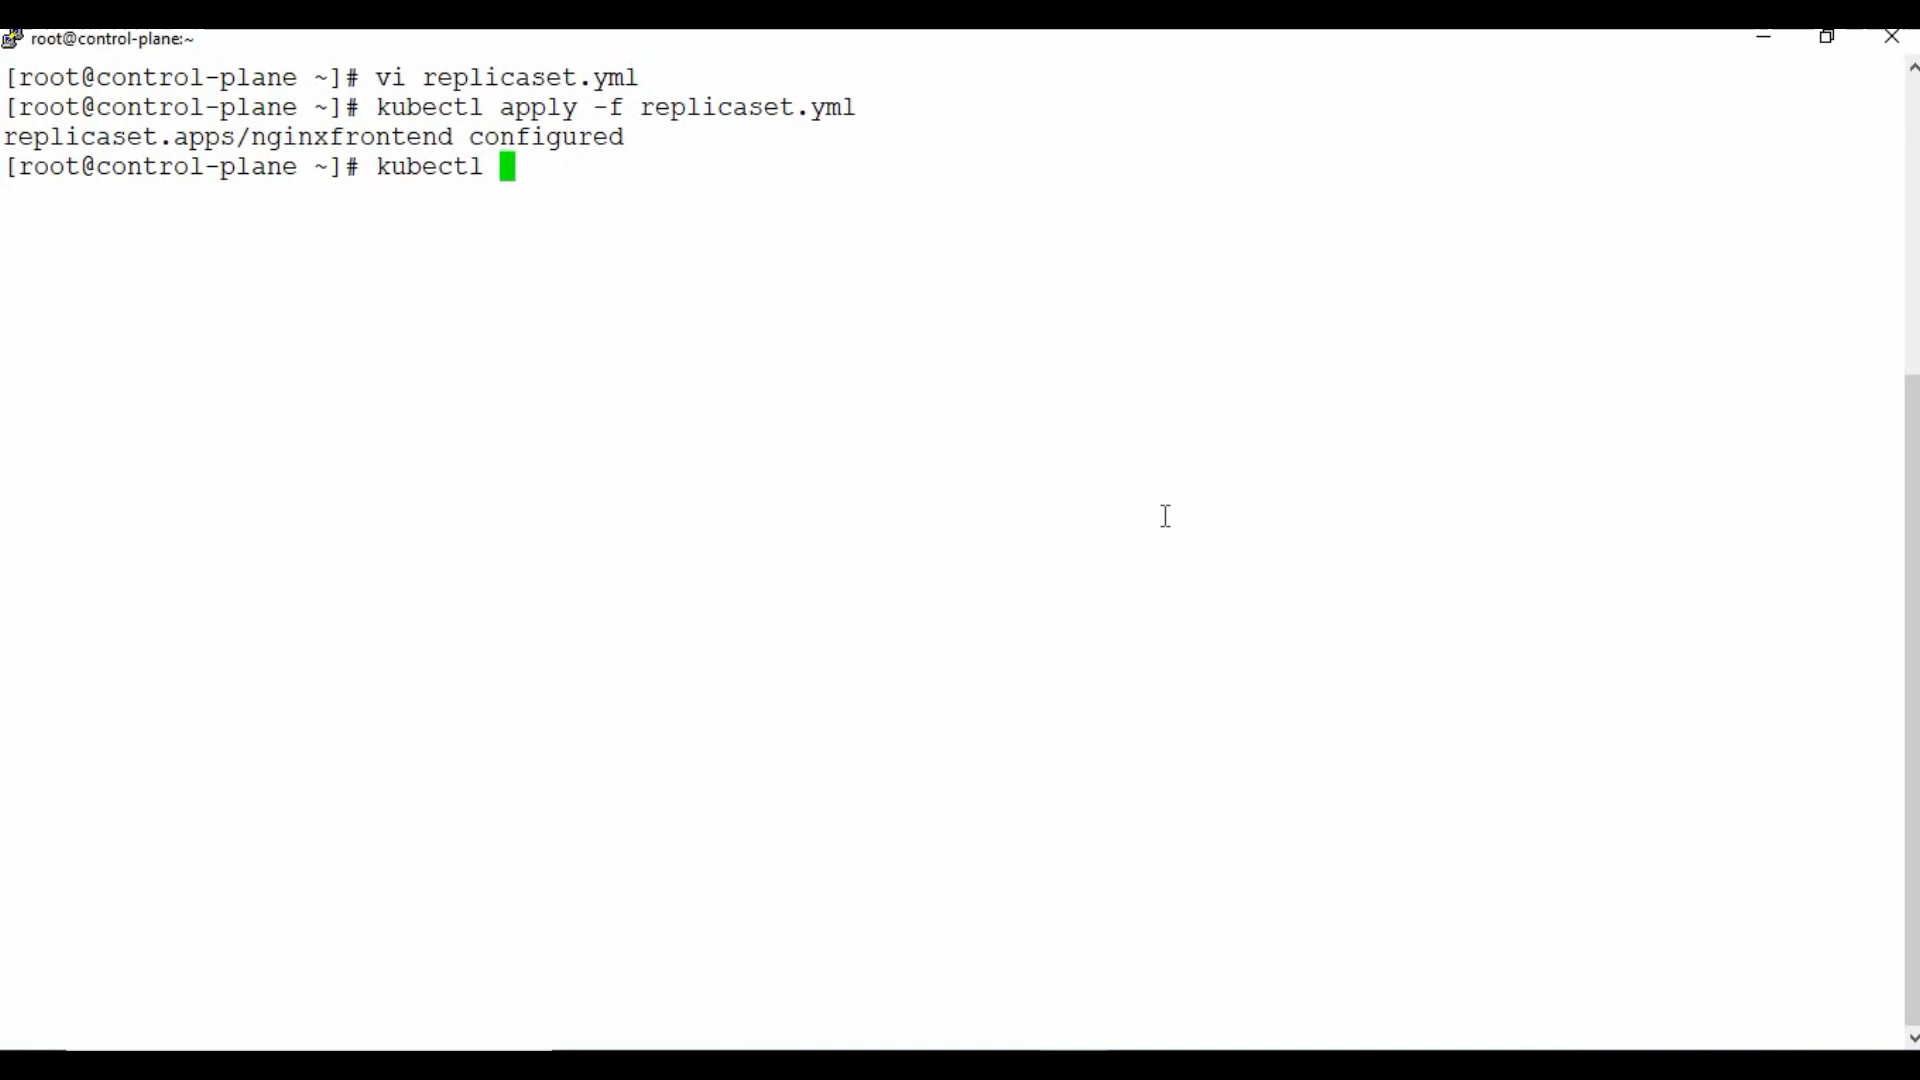 root@control-plane:~
[root@control-plane ~]# vi replicaset.yml
[root@control-plane ~]# kubectl apply -f replicaset.yml
replicaset.apps/nginxfrontend configured
[root@control-plane ~]# kubectl